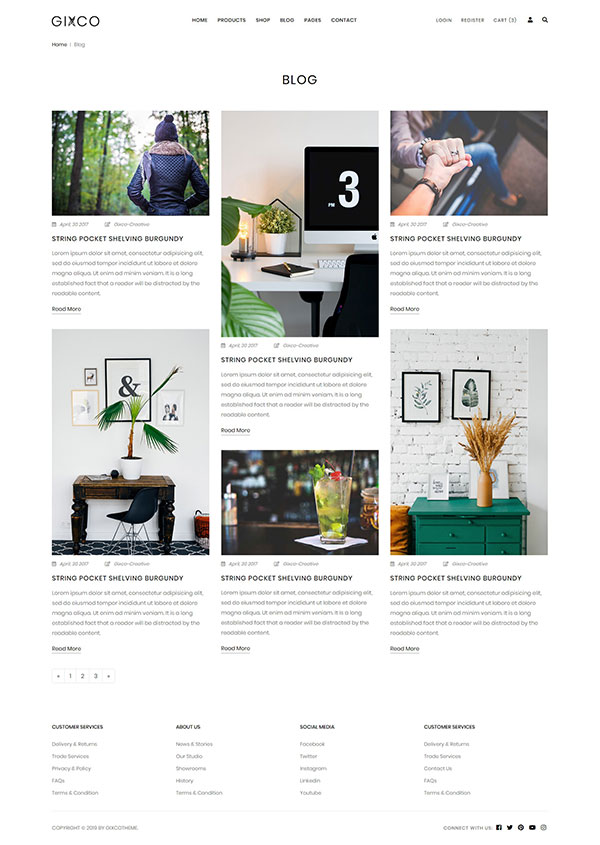 GIXCO
HOME PRODUCTS SHOP BLOG PAGES CONTACT
LOGIN REGISTER CART (3)
Home / Blog
BLOG
April, 30 2017 Gixco-Creative
STRING POCKET SHELVING BURGUNDY
Lorem ipsum dolor sit amet, consectetur adipisicing elit,
sed do eiusmod tempor incididunt ut labore et dolore
magna aliqua. Ut enim ad minim veniam. It is a long
established fact that a reader will be distracted by the
readable content.
Read More
&
April, 30 2017 Gixco-Creative
STRING POCKET SHELVING BURGUNDY
Lorem ipsum dolor sit amet, consectetur adipisicing elit,
sed do eiusmod tempor incididunt ut labore et dolore
magna aliqua. Ut enim ad minim veniam. It is a long
established fact that a reader will be distracted by the
readable content.
Read More
PM 3
April, 30 2017 Gixco-Creative
STRING POCKET SHELVING BURGUNDY
Lorem ipsum dolor sit amet, consectetur adipisicing elit,
sed do eiusmod tempor incididunt ut labore et dolore
magna aliqua. Ut enim ad minim veniam. It is a long
established fact that a reader will be distracted by the
readable content.
Read More
April, 30 2017 Gixco-Creative
STRING POCKET SHELVING BURGUNDY
Lorem ipsum dolor sit amet, consectetur adipisicing elit,
sed do eiusmod tempor incididunt ut labore et dolore
magna aliqua. Ut enim ad minim veniam. It is a long
established fact that a reader will be distracted by the
readable content.
Read More
April, 30 2017 Gixco-Creative
STRING POCKET SHELVING BURGUNDY
Lorem ipsum dolor sit amet, consectetur adipisicing elit,
sed do eiusmod tempor incididunt ut labore et dolore
magna aliqua. Ut enim ad minim veniam. It is a long
established fact that a reader will be distracted by the
readable content.
Read More
April, 30 2017 Gixco-Creative
STRING POCKET SHELVING BURGUNDY
Lorem ipsum dolor sit amet, consectetur adipisicing elit,
sed do eiusmod tempor incididunt ut labore et dolore
magna aliqua. Ut enim ad minim veniam. It is a long
established fact that a reader will be distracted by the
readable content.
Read More
« 1 2 3 »
CUSTOMER SERVICES
Delivery & Returns
Trade Services
Privacy & Policy
FAQs
Terms & Condition
ABOUT US
News & Stories
Our Studio
Showrooms
History
Terms & Condition
SOCIAL MEDIA
Facebook
Twitter
Instagram
Linkedin
Youtube
CUSTOMER SERVICES
Delivery & Returns
Trade Services
Contact Us
FAQs
Terms & Condition
COPYRIGHT © 2019 BY GIXCOTHEME.
CONNECT WITH US: